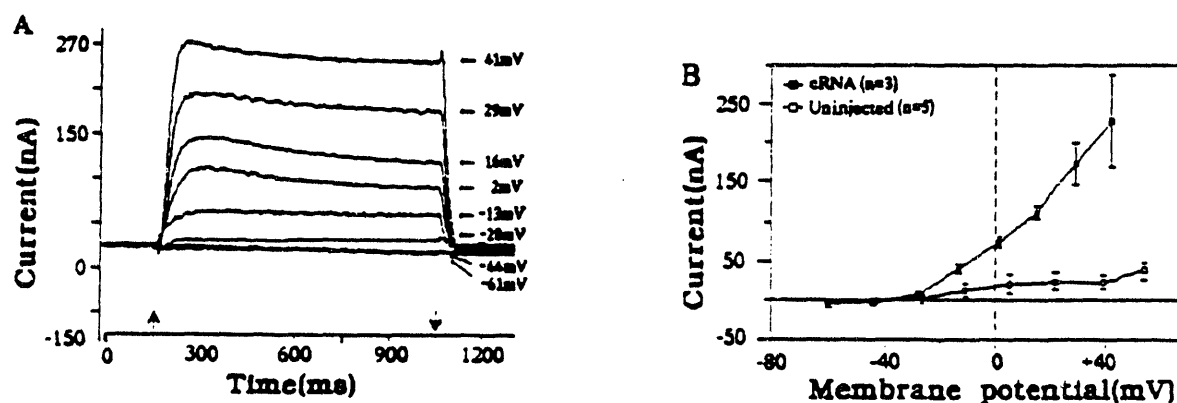 A
Current(nA)
270
150
0
-150
0
300
600
900
1200
Time(ms)
41mV
29mV
16mV
2mV
-13mV
-28mV
-44mV
-61mV
B
Current(nA)
250
150
50
-50
cRNA (n=3)
Uninjected (n=5)
-80
-40
0
+40
Membrane potential(mV)